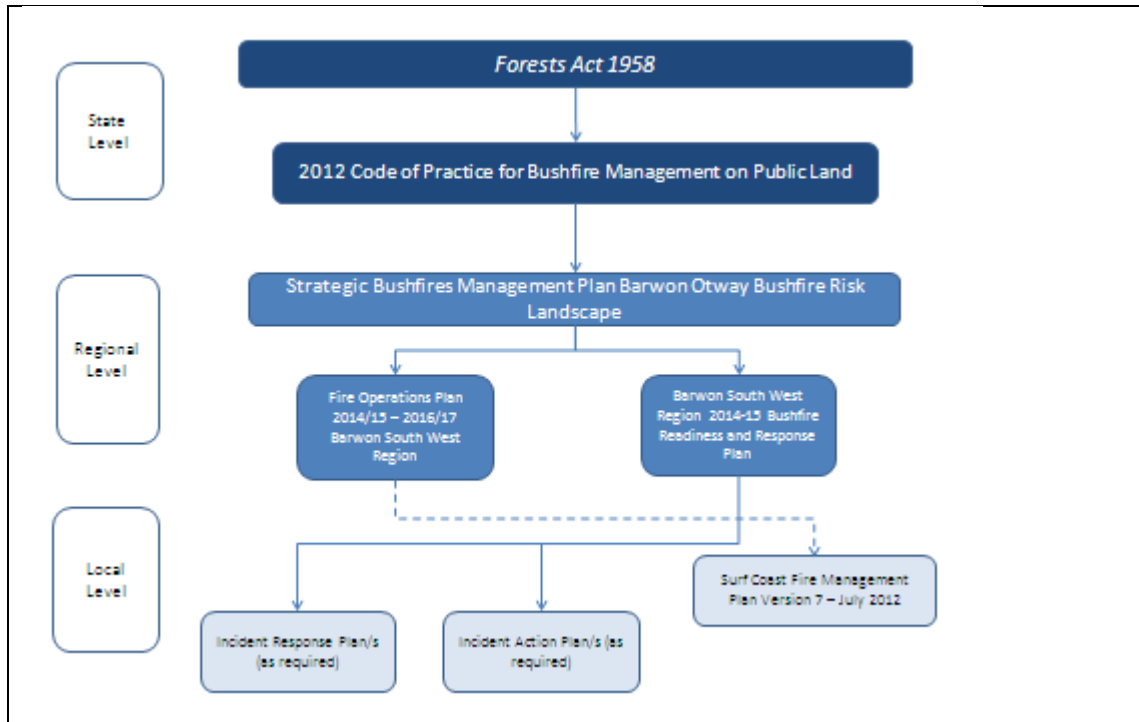 Forests Act 1958
State
Level
2012 Code of Practice for Bushfire Management on Public Land
Regional
Level
Strategic Bushfires Management Plan Barwon Otway Bushfire Risk
Landscape
Fire Operations Plan
2014/15 – 2016/17
Barwon South West
Region
Barwon South West
Region 2014-15 Bushfire
Readiness and Response
Plan
Local
Level
Surf Coast Fire Management
Plan Version 7 – July 2012
Incident Response Plan/s
(as required)
Incident Action Plan/s (as
required)